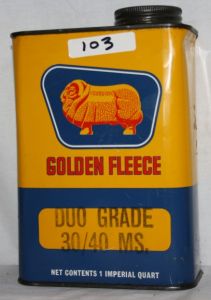 103
GOLDEN FLEECE
DUO GRADE
30/40 MS.
NET CONTENTS 1 IMPERIAL QUART